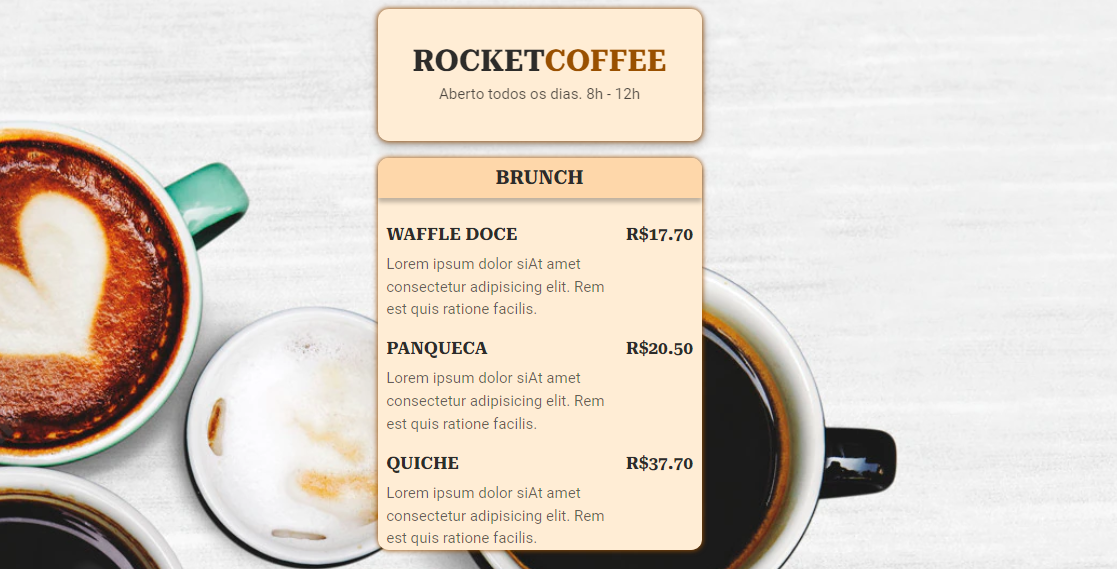 ROCKETCOFFEE
Aberto todos os dias. 8h - 12h
BRUNCH
WAFFLE DOCE R$17.70
Lorem ipsum dolor siAt amet
consectetur adipisicing elit. Rem
est quis ratione facilis.
PANQUECA R$20.50
Lorem ipsum dolor siAt amet
consectetur adipisicing elit. Rem
est quis ratione facilis.
QUICHE R$37.70
Lorem ipsum dolor siAt amet
consectetur adipisicing elit. Rem
est quis ratione facilis.